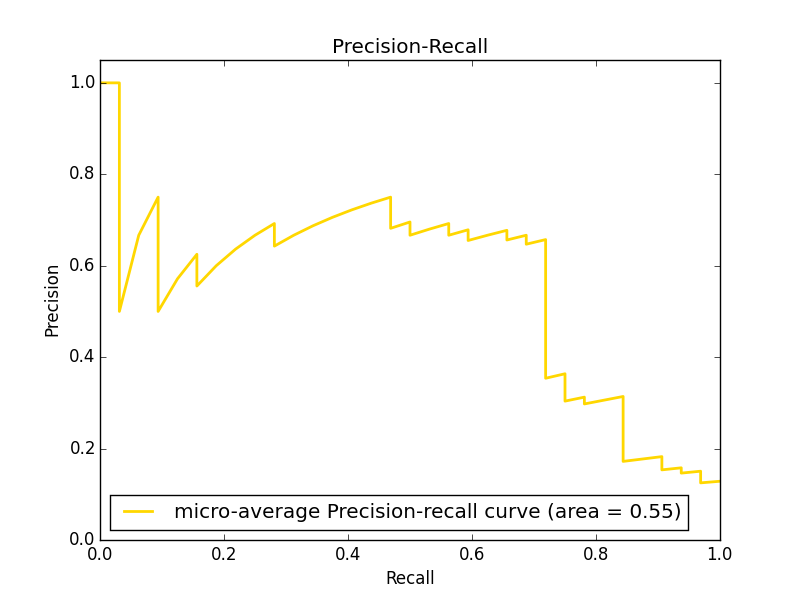 Precision-Recall
1.0
0.8
0.6
0.4
0.2
0.0
Precision
micro-average Precision-recall curve (area = 0.55)
0.0 0.2 0.4 0.6 0.8 1.0
Recall